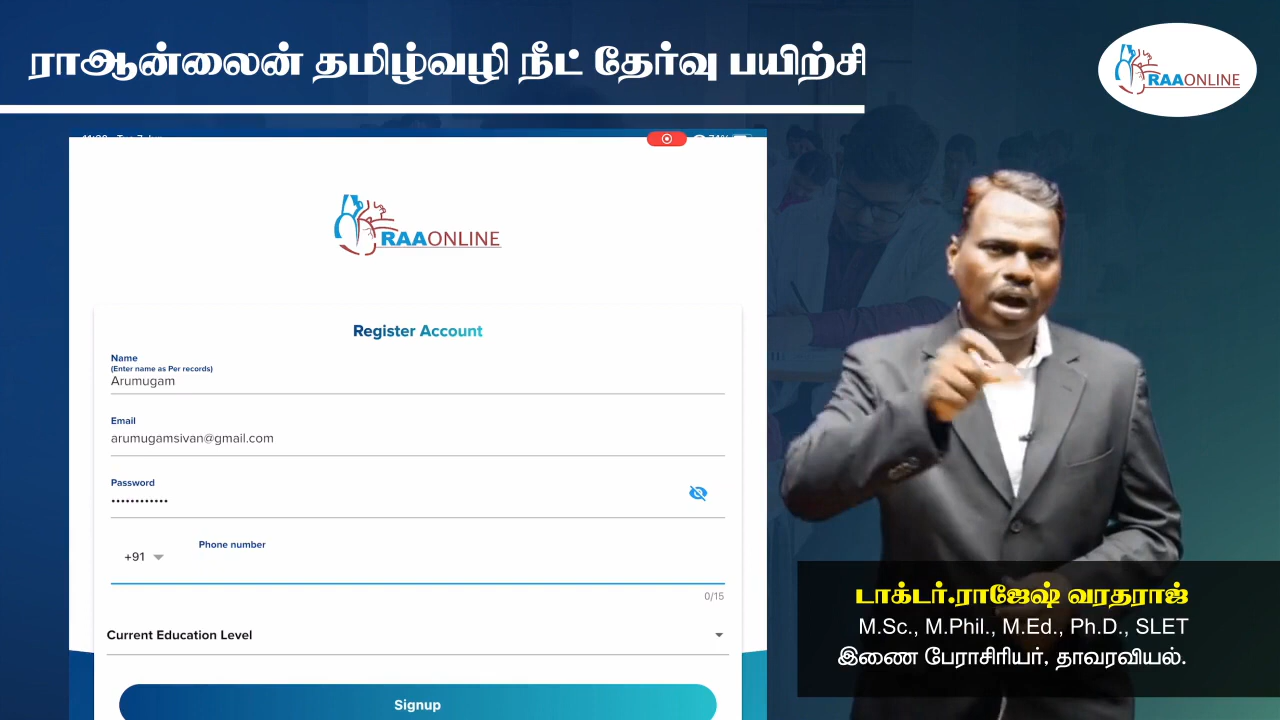 ராஆன்லைன் தமிழ்வழி நீட் தேர்வு பயிற்சி
RAAONLINE
RAAONLINE
Register Account
Name
(Enter name as Per records)
Arumugam
Email
arumugamsivan@gmail.com
Password
••••••••••••
Phone number
+91
0/15
Current Education Level
Signup
டாக்டர்.ராஜேஷ் வரதராஜ்
M.Sc., M.Phil., M.Ed., Ph.D., SLET
இணை பேராசிரியர், தாவரவியல்.